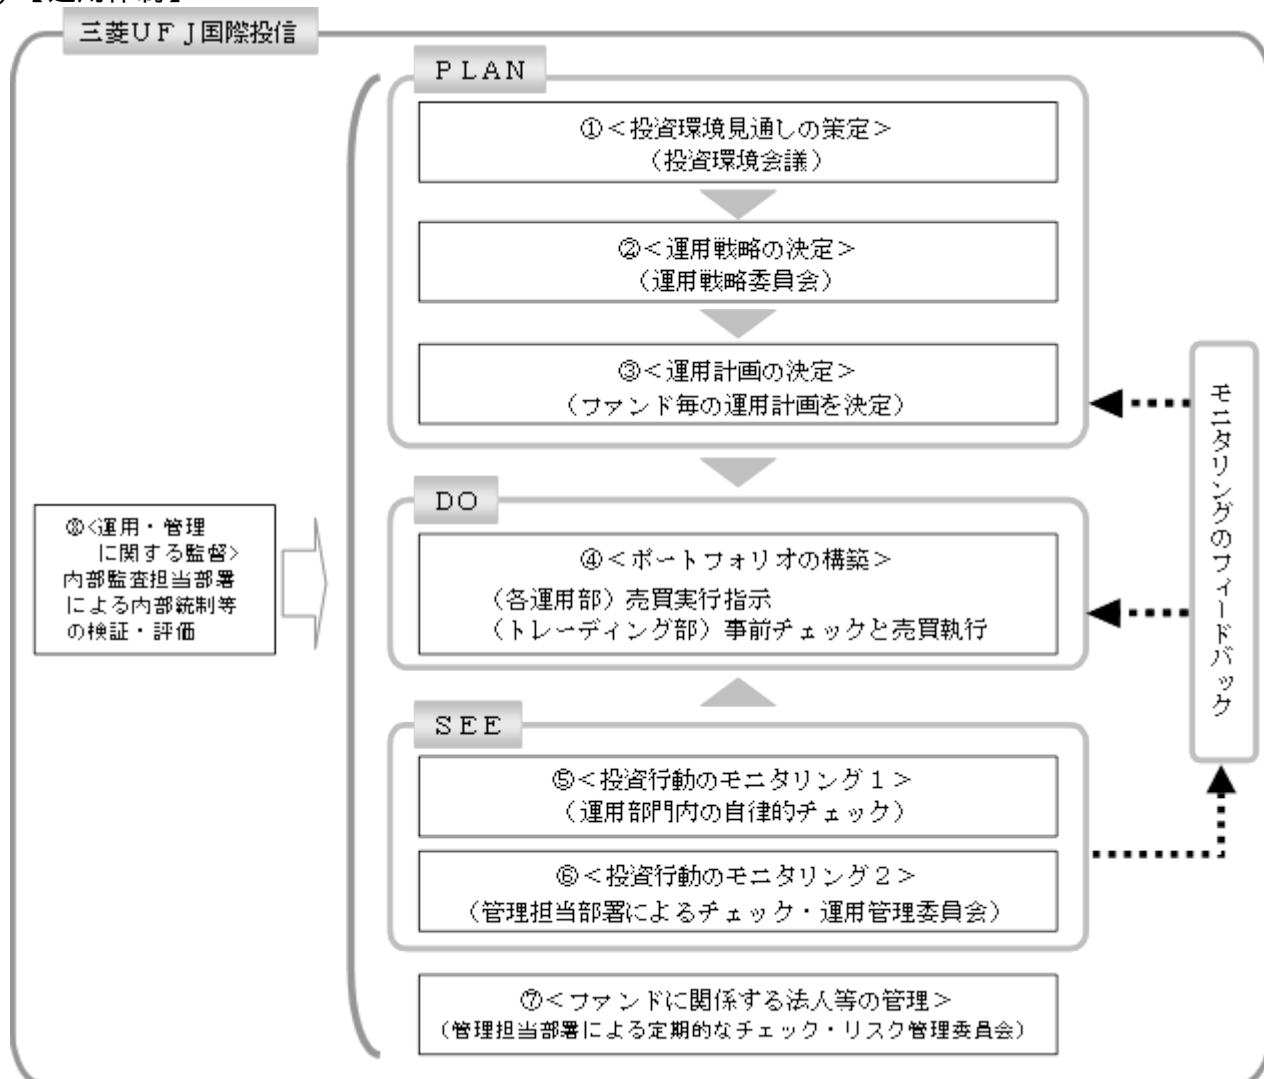 【運用体制】
三菱ＵＦＪ国際投信
ＰＬＡＮ
①＜投資環境見通しの策定＞
（投資環境会議）
②＜運用戦略の決定＞
（運用戦略委員会）
③＜運用計画の決定＞
（ファンド毎の運用計画を決定）
ＤＯ
④＜ポートフォリオの構築＞
（各運用部）売買実行指示
（トレーディング部）事前チェックと売買執行
ＳＥＥ
⑤＜投資行動のモニタリング１＞
（運用部門内の自律的チェック）
⑥＜投資行動のモニタリング２＞
（管理担当部署によるチェック・運用管理委員会）
⑦＜ファンドに関係する法人等の管理＞
（管理担当部署による定期的なチェック・リスク管理委員会）
⑧＜運用・管理
に関する監督＞
内部監査担当部署
による内部統制等
の検証・評価
モニタリングのフィードバック